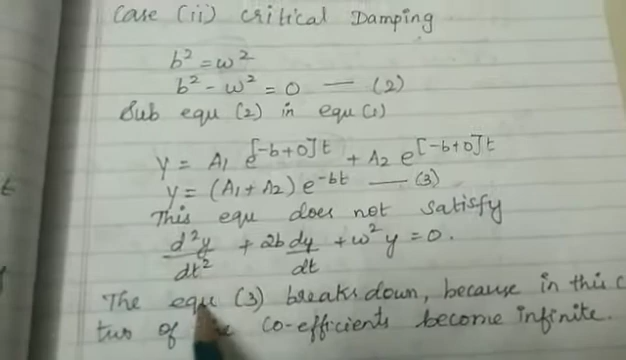 Case (ii) Critical Damping
b² = ω²
b² - ω² = 0 — (2)
Sub equ (2) in equ (1)
y = A₁ e^[-b+0]t + A₂ e^[-b+0]t
y = (A₁ + A₂) e^-bt — (3)
This equ does not satisfy
d²y/dt² + 2b dy/dt + ω² y = 0.
The equ (3) breaks down, because in this
two of co-efficients become infinite.
t